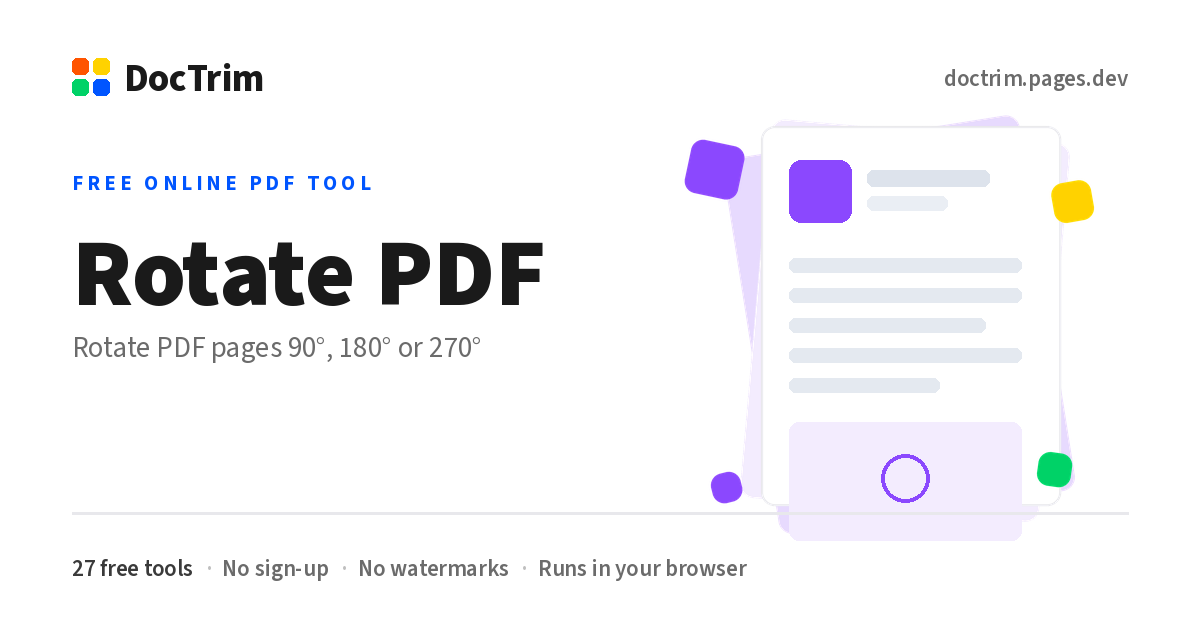 DocTrim
doctrim.pages.dev
FREE ONLINE PDF TOOL
Rotate PDF
Rotate PDF pages 90°, 180° or 270°
27 free tools · No sign-up · No watermarks · Runs in your browser